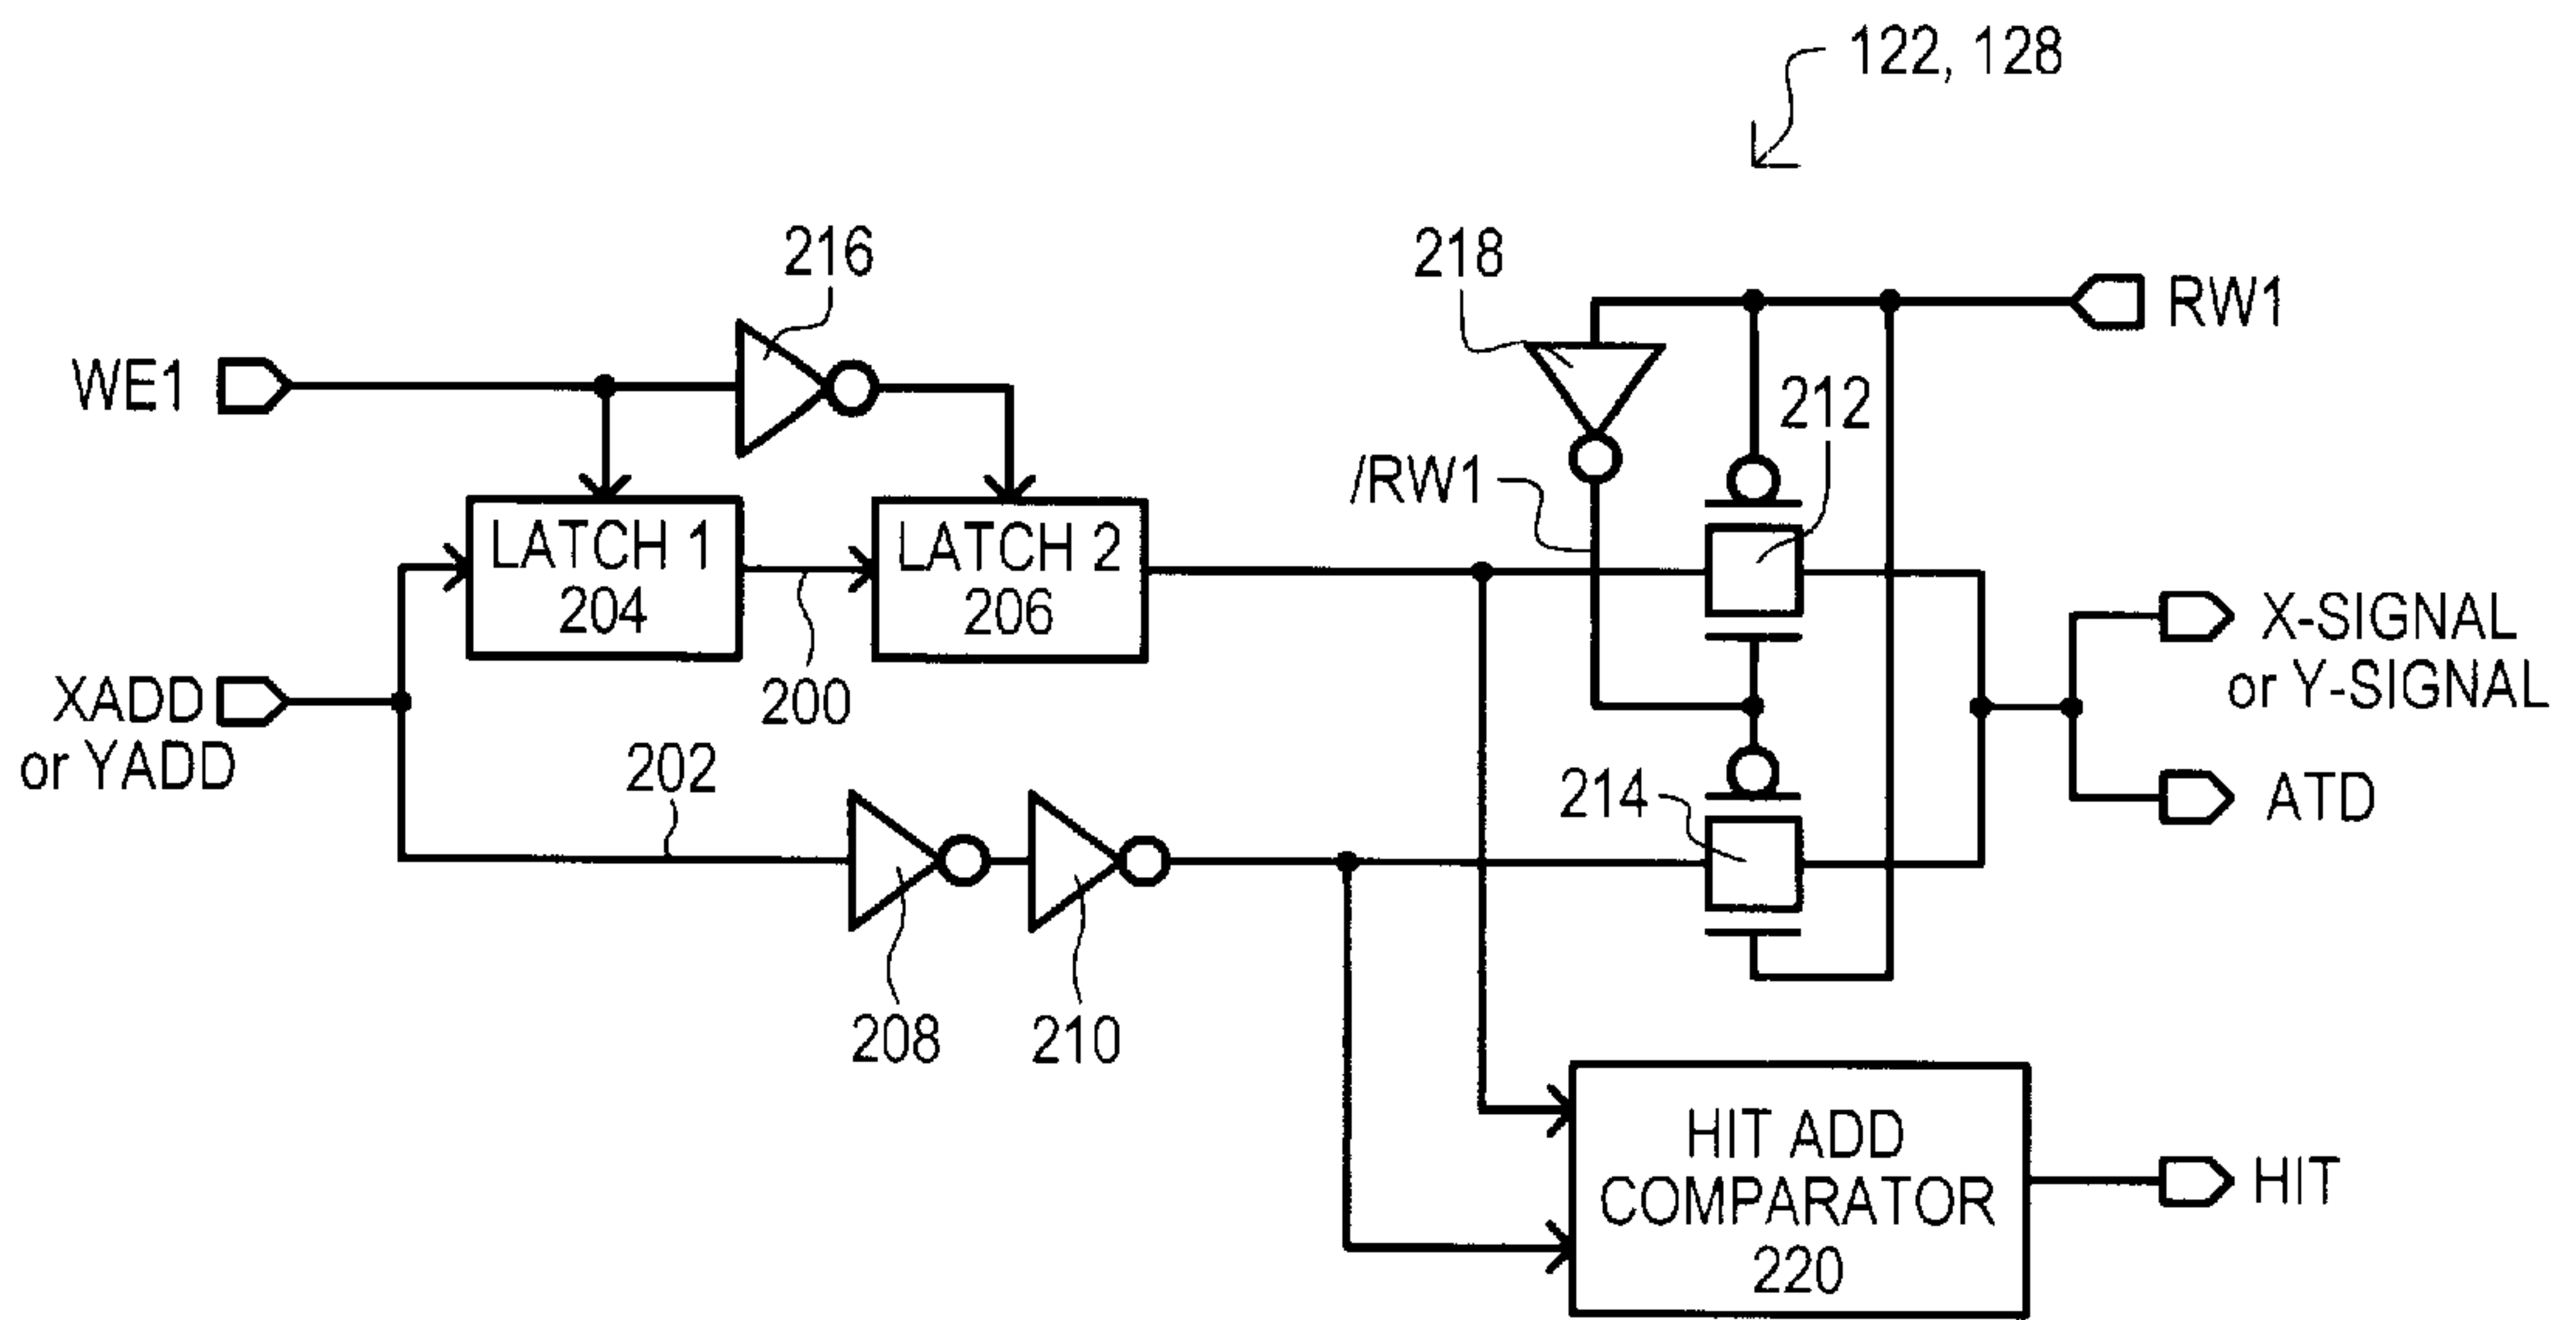 122, 128
216
218
RW1
WE1
212
/RW1
LATCH 1
204
LATCH 2
206
200
X-SIGNAL
or Y-SIGNAL
XADD
or YADD
202
214
ATD
208
210
HIT ADD
COMPARATOR
220
HIT